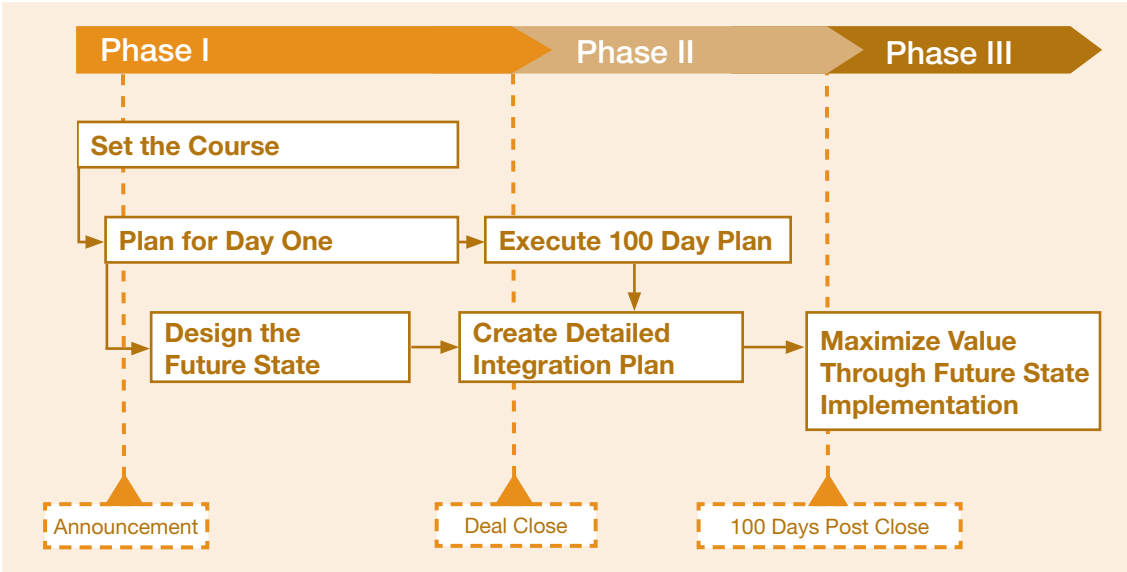 Phase I
Phase II
Phase III
Set the Course
Plan for Day One
Execute 100 Day Plan
Design the
Future State
Create Detailed
Integration Plan
Maximize Value
Through Future State
Implementation
Announcement
Deal Close
100 Days Post Close